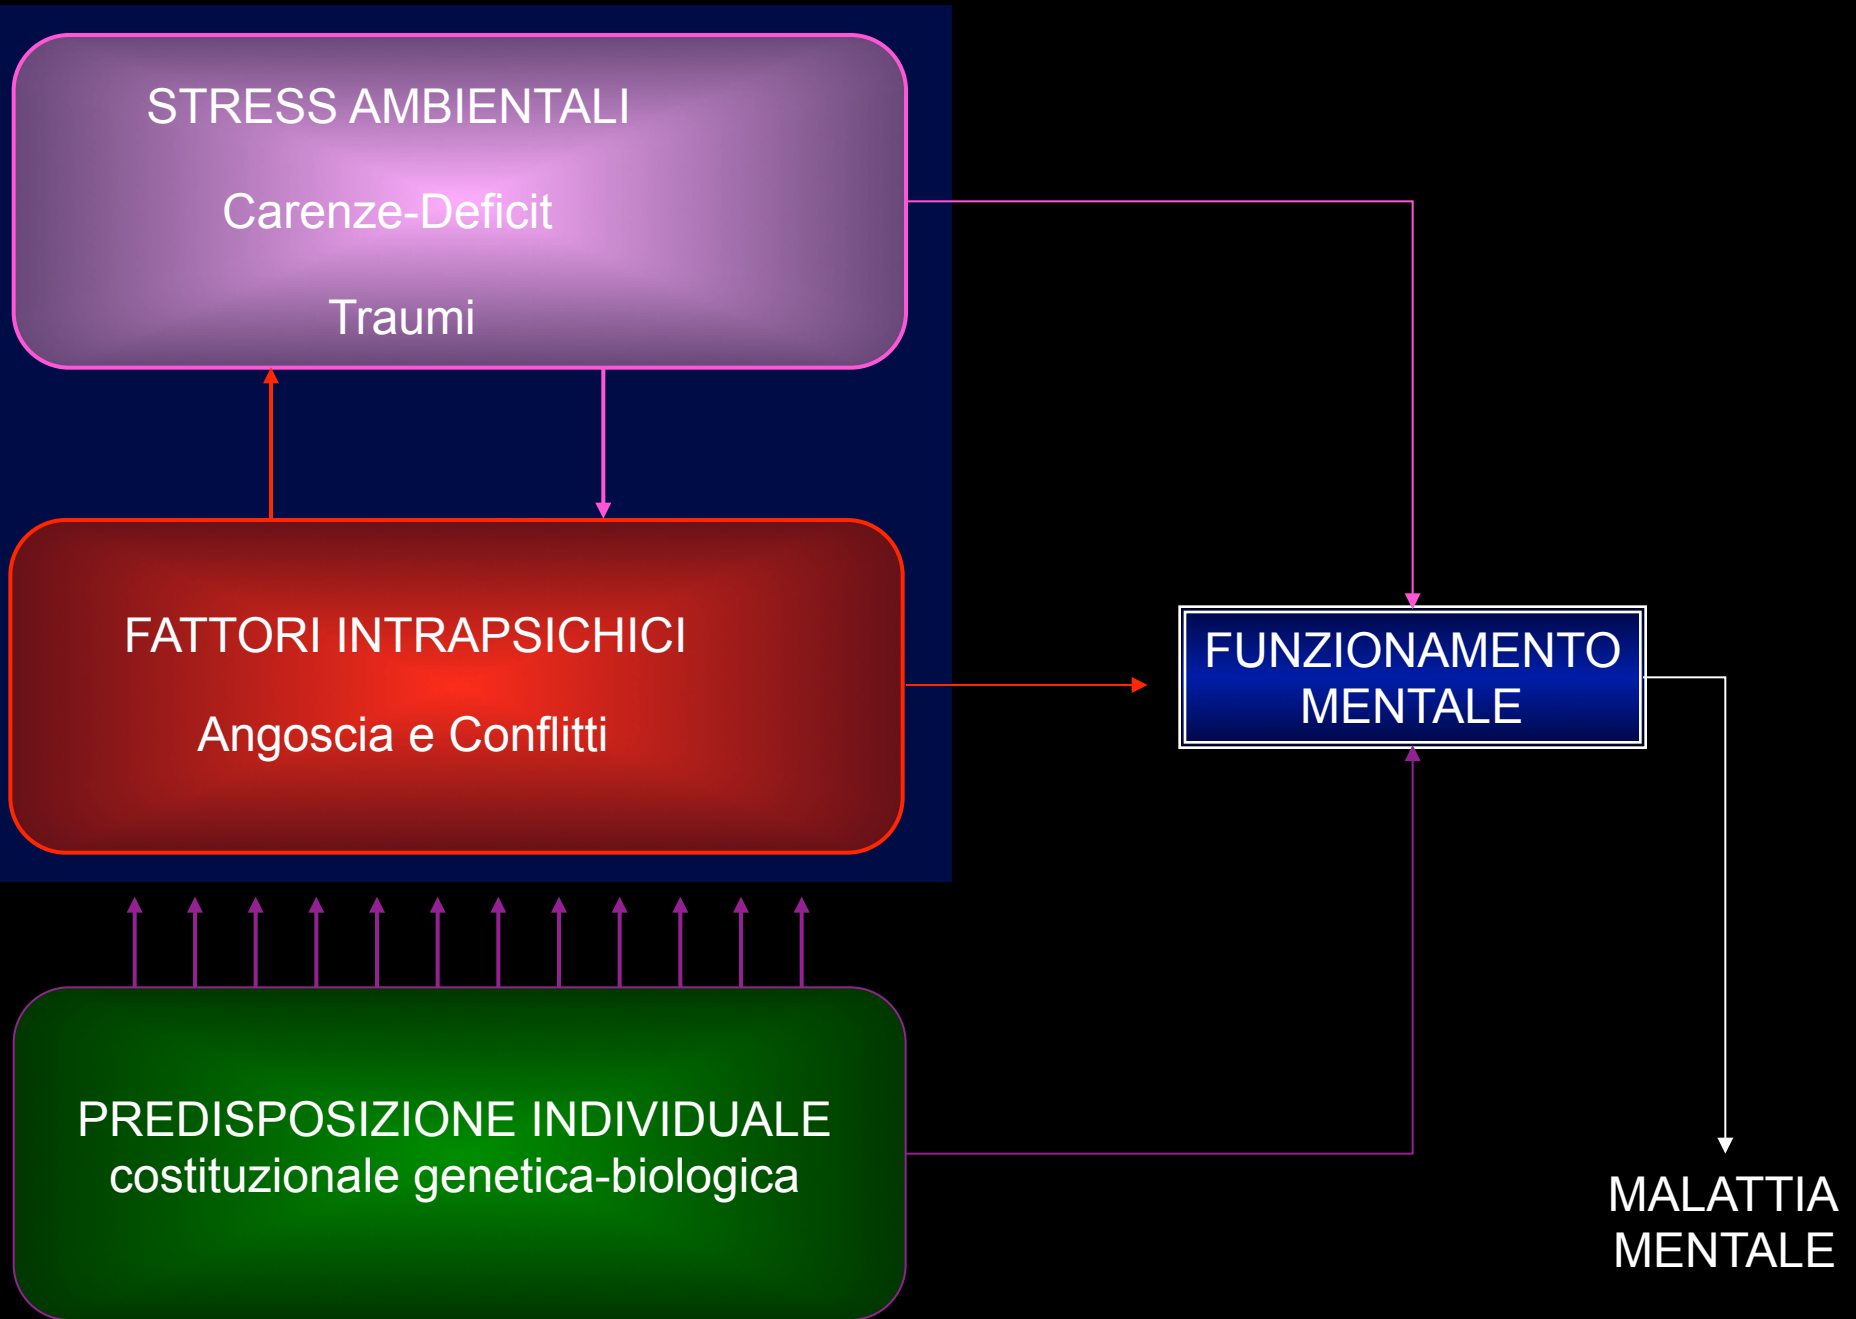 STRESS AMBIENTALI
Carenze-Deficit
Traumi
FATTORI INTRAPSICHICI
Angoscia e Conflitti
FUNZIONAMENTO
MENTALE
PREDISPOSIZIONE INDIVIDUALE
costituzionale genetica-biologica
MALATTIA
MENTALE